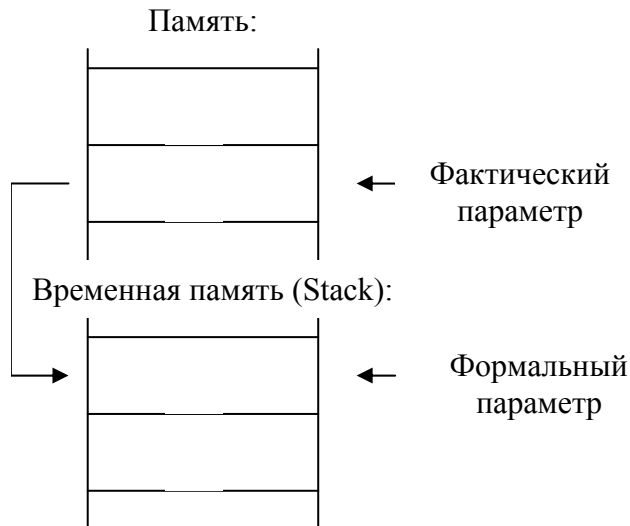 Память:
Фактический
параметр
Временная память (Stack):
Формальный
параметр